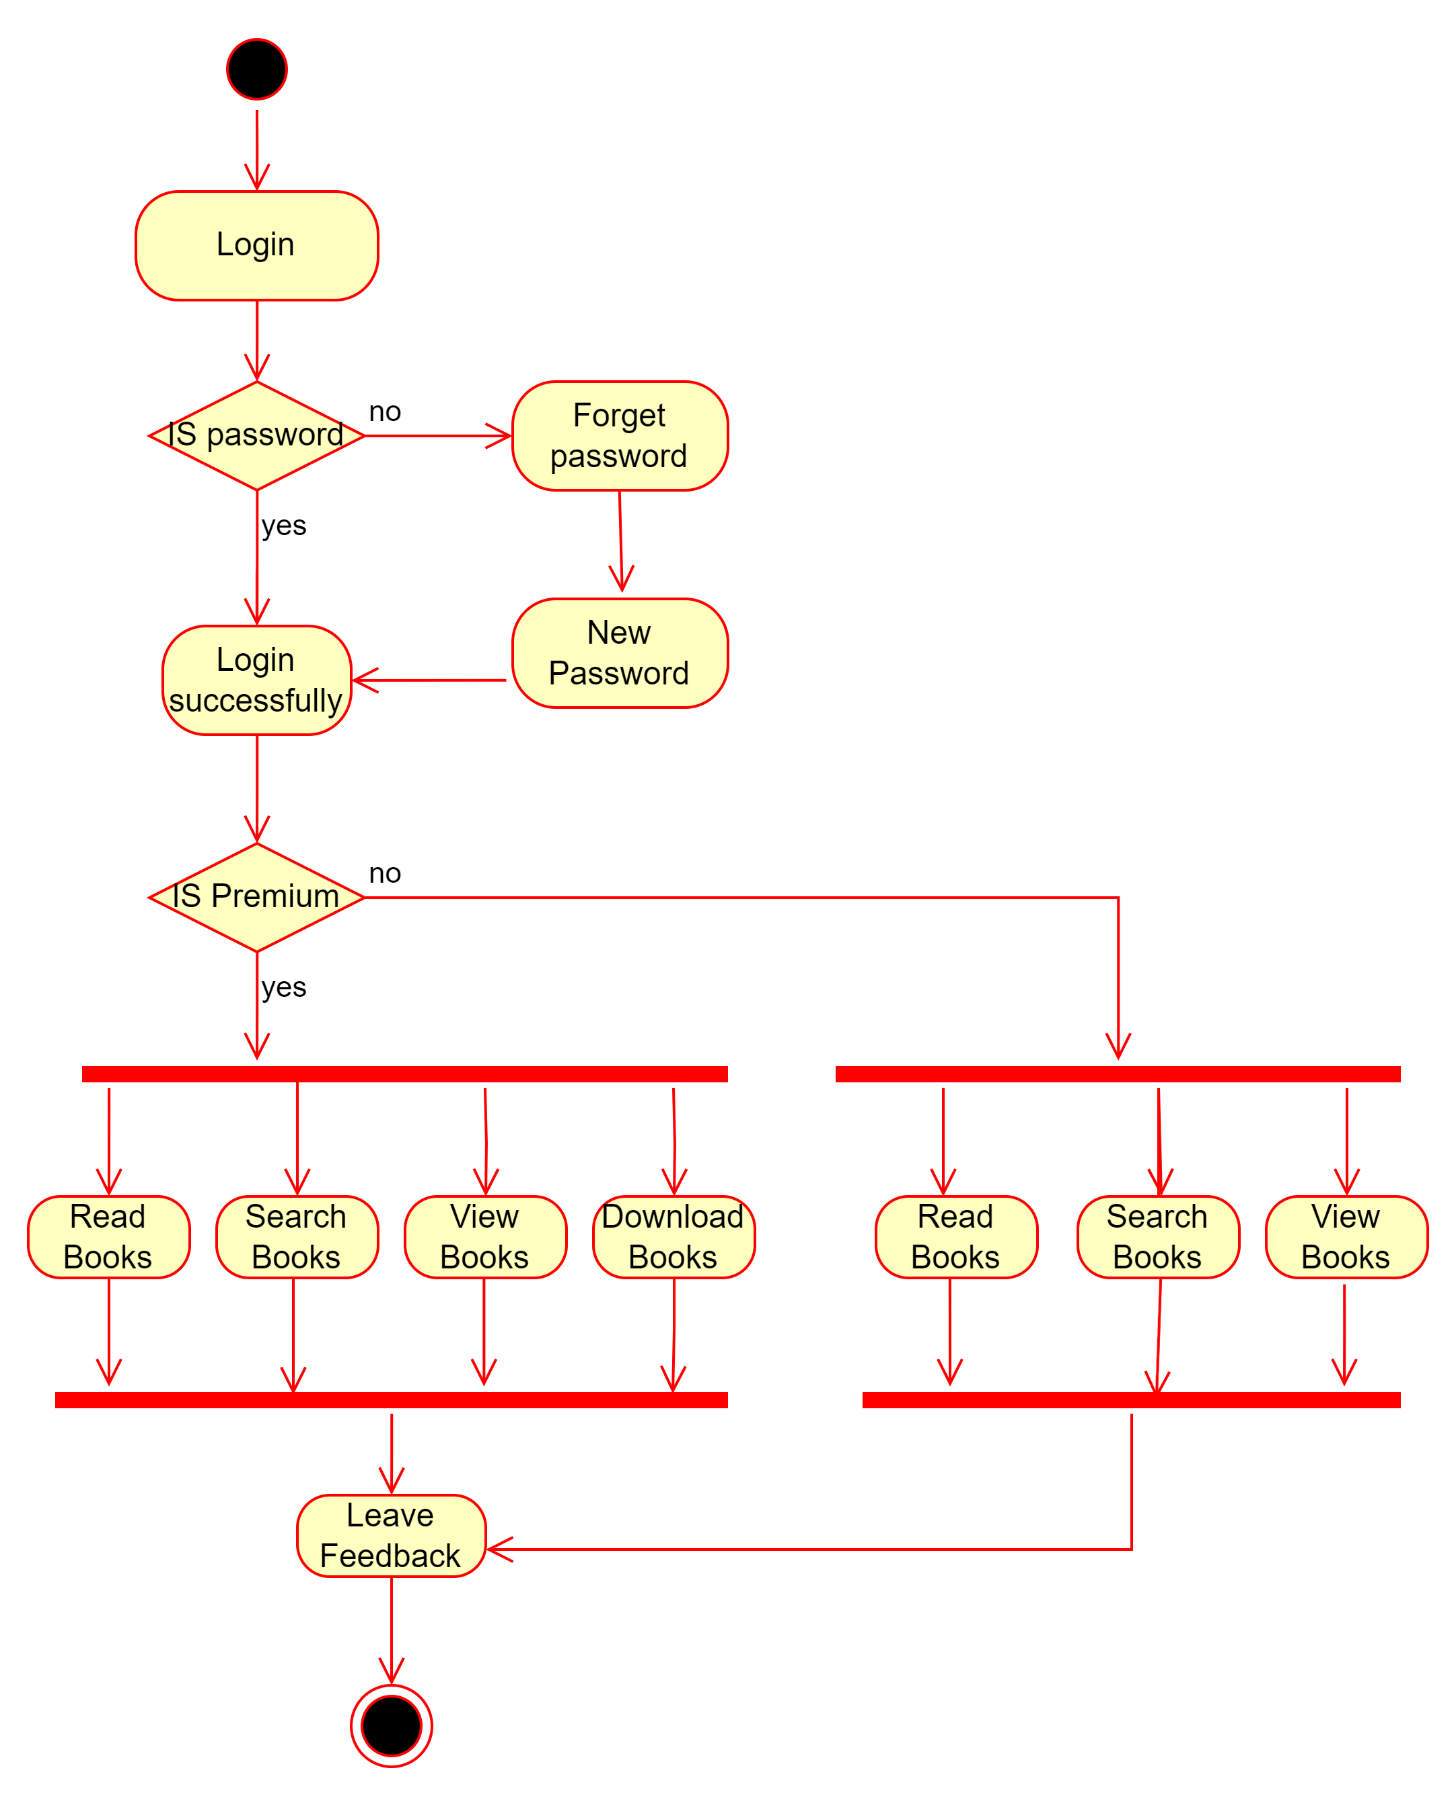 Login
IS password
no
Forget
password
yes
New
Password
Login
successfully
IS Premium
no
yes
Read
Books
Search
Books
View
Books
Download
Books
Read
Books
Search
Books
View
Books
Leave
Feedback